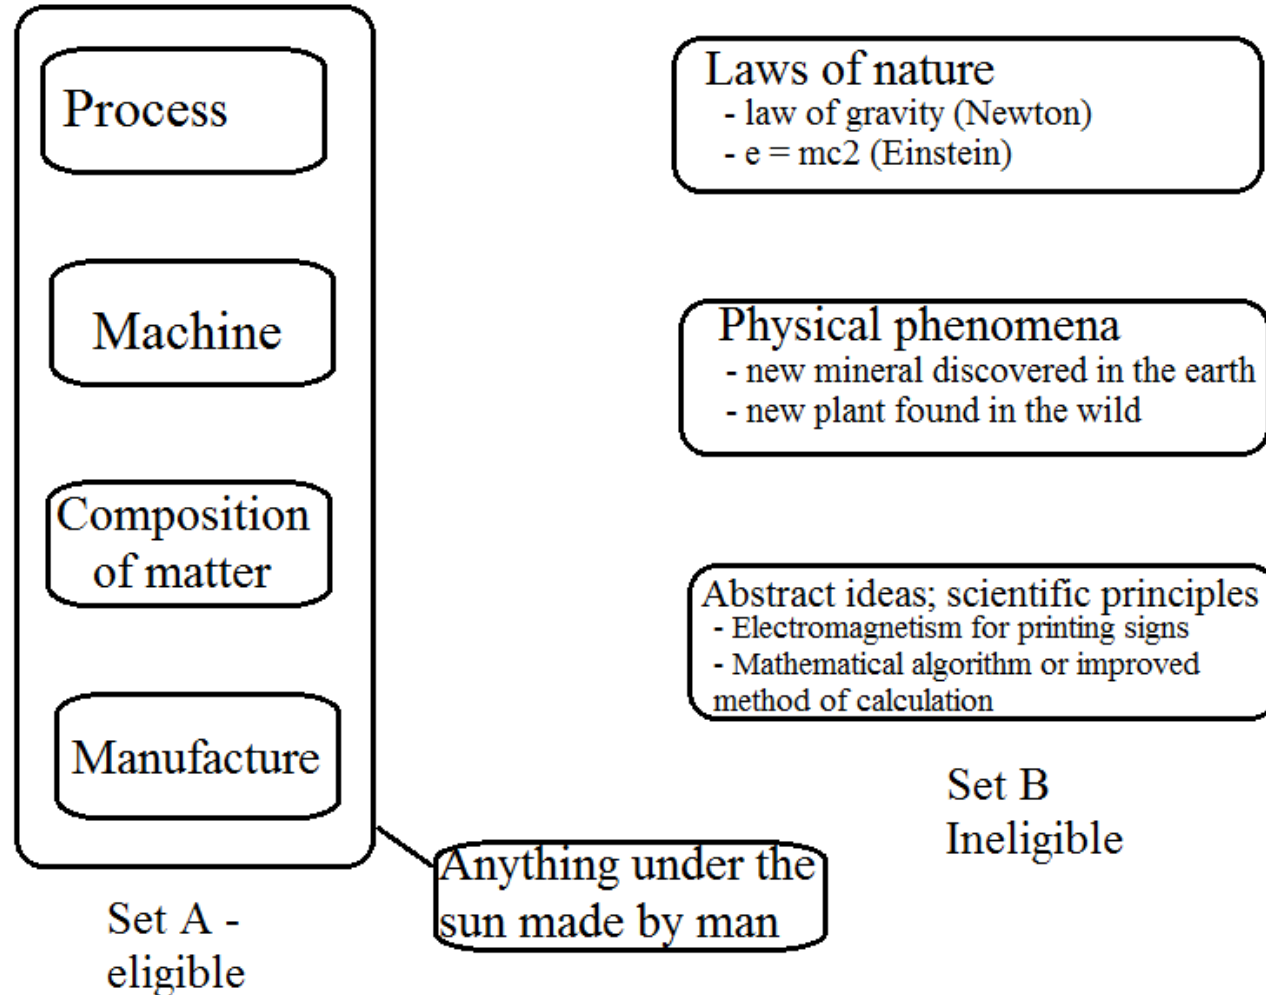 Process
Machine
Composition
of matter
Manufacture
Set A -
eligible
Anything under the
sun made by man
Laws of nature
- law of gravity (Newton)
- e = mc2 (Einstein)
Physical phenomena
- new mineral discovered in the earth
- new plant found in the wild
Abstract ideas; scientific principles
- Electromagnetism for printing signs
- Mathematical algorithm or improved
method of calculation
Set B
Ineligible